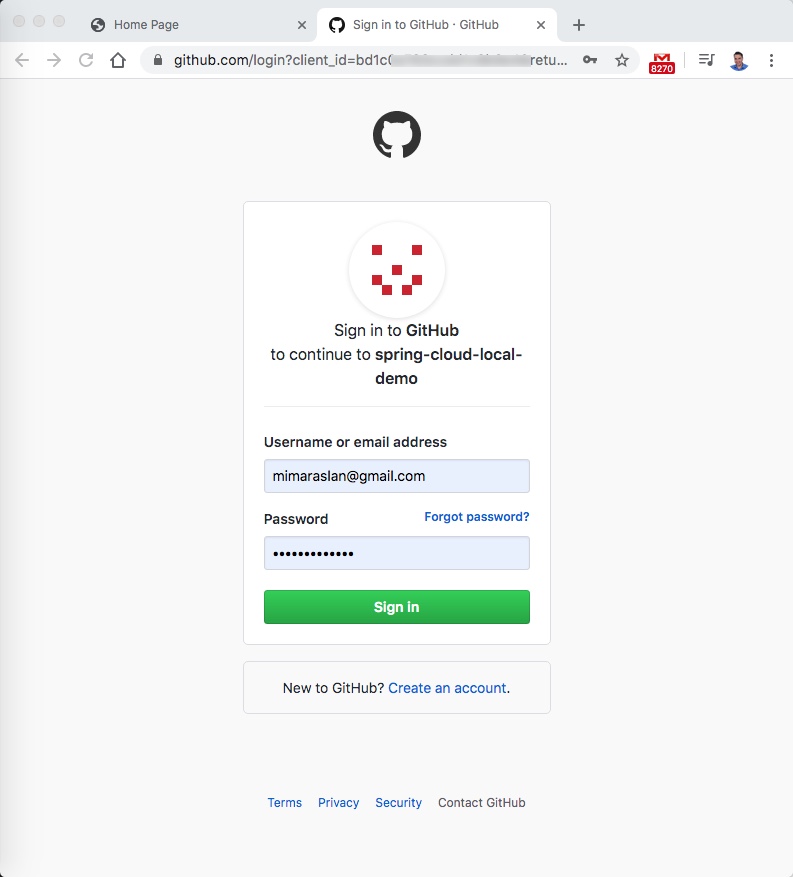 Home Page
Sign in to GitHub · GitHub
github.com/login?client_id=bd1c retu...
8270
Sign in to GitHub
to continue to spring-cloud-local-
demo
Username or email address
mimaraslan@gmail.com
Password Forgot password?
•••••••••••••
Sign in
New to GitHub? Create an account.
Terms Privacy Security Contact GitHub